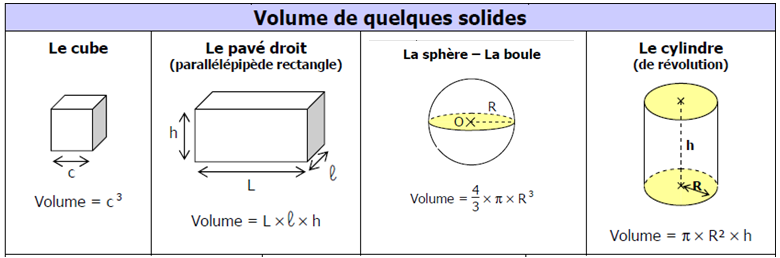 Volume de quelques solides
Le cube
c
Volume = c³
Le pavé droit
(parallélépipède rectangle)
h
L
ℓ
Volume = L × ℓ × h
La sphère – La boule
R
O
Volume = 4/3 × π × R³
Le cylindre
(de révolution)
h
R
Volume = π × R² × h